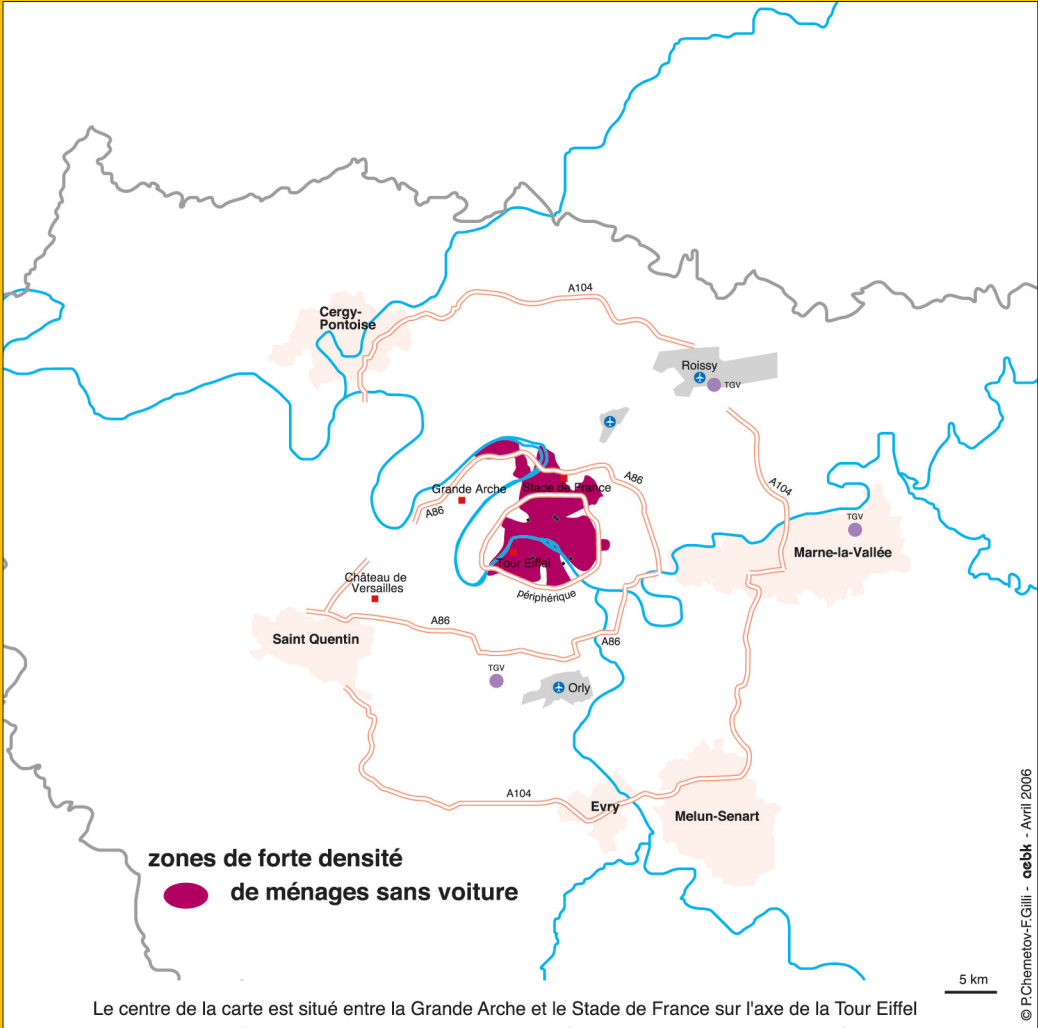 A104
Cergy-
Pontoise
Roissy
TGV
A86
A104
Grande Arche
Stade de France
A86
TGV
Marne-la-Vallée
Tour Eiffel
Château de
Versailles
périphérique
A86
A86
Saint Quentin
TGV
Orly
A104
Evry
Melun-Senart
zones de forte densité
de ménages sans voiture
5 km
Le centre de la carte est situé entre la Grande Arche et le Stade de France sur l'axe de la Tour Eiffel
© P.Chemetov-F.Gilli - aebk - Avril 2006